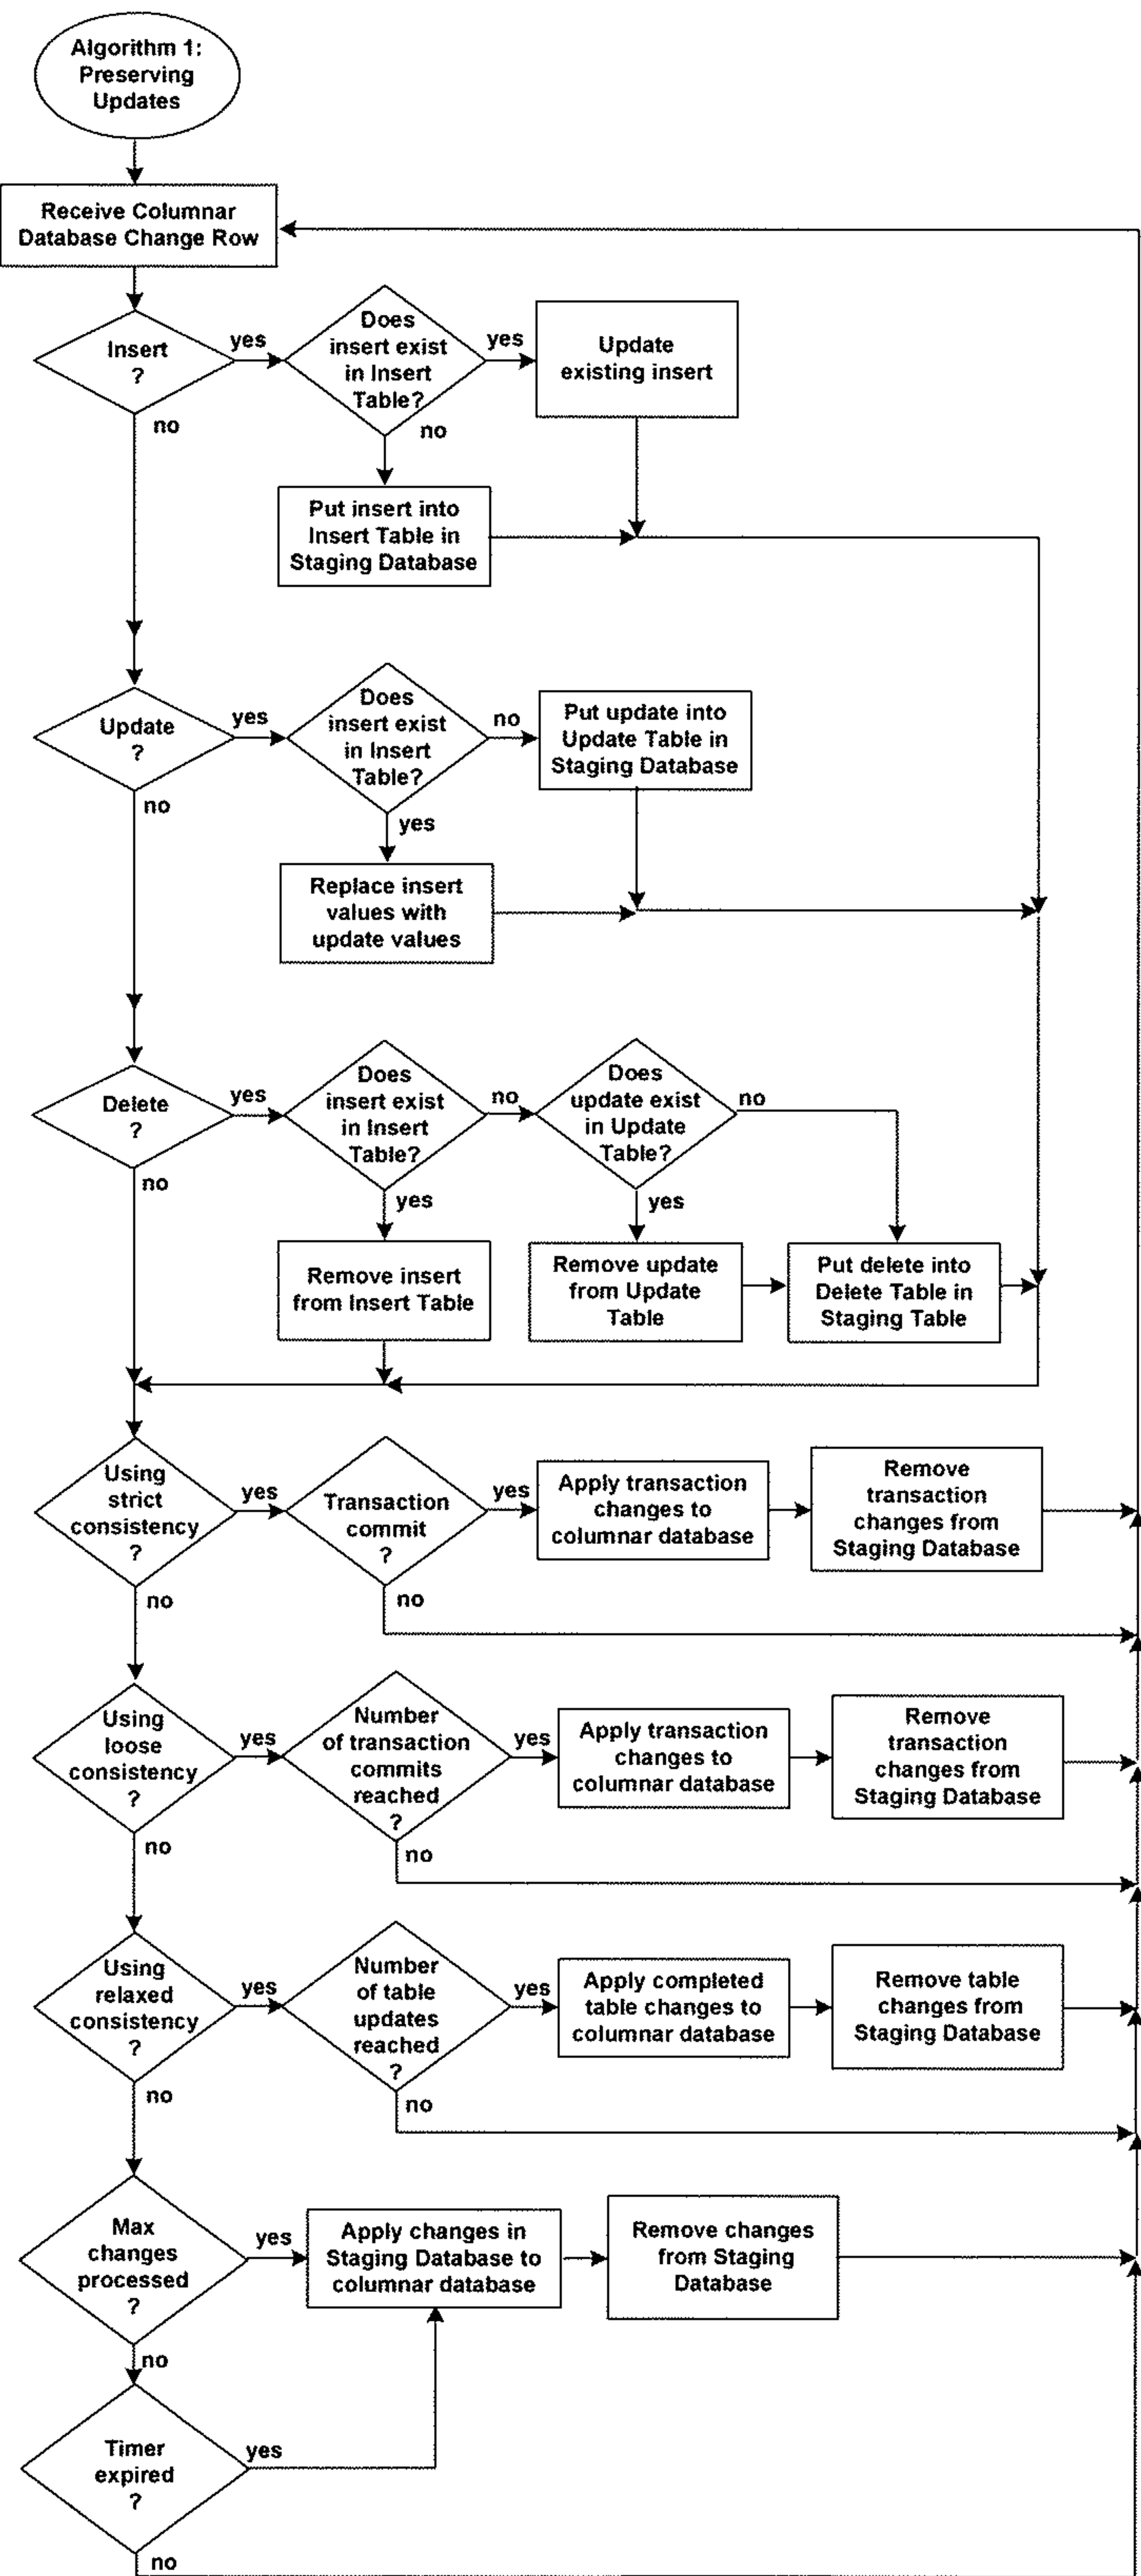 Algorithm 1:
Preserving
Updates
Receive Columnar
Database Change Row
Insert
?
yes
no
Does
insert exist
in Insert
Table?
yes
no
Update
existing insert
Put insert into
Insert Table in
Staging Database
Update
?
yes
no
Does
insert exist
in Insert
Table?
no
yes
Put update into
Update Table in
Staging Database
Replace insert
values with
update values
Delete
?
yes
no
Does
insert exist
in Insert
Table?
no
yes
Does
update exist
in Update
Table?
no
yes
Remove insert
from Insert Table
Remove update
from Update
Table
Put delete into
Delete Table in
Staging Table
Using
strict
consistency
?
yes
no
Transaction
commit
?
yes
no
Apply transaction
changes to
columnar database
Remove
transaction
changes from
Staging Database
Using
loose
consistency
?
yes
no
Number
of transaction
commits
reached
?
yes
no
Apply transaction
changes to
columnar database
Remove
transaction
changes from
Staging Database
Using
relaxed
consistency
?
yes
no
Number
of table
updates
reached
?
yes
no
Apply completed
table changes to
columnar database
Remove table
changes from
Staging Database
Max
changes
processed
?
yes
no
Apply changes in
Staging Database to
columnar database
Remove changes
from Staging
Database
Timer
expired
?
yes
no